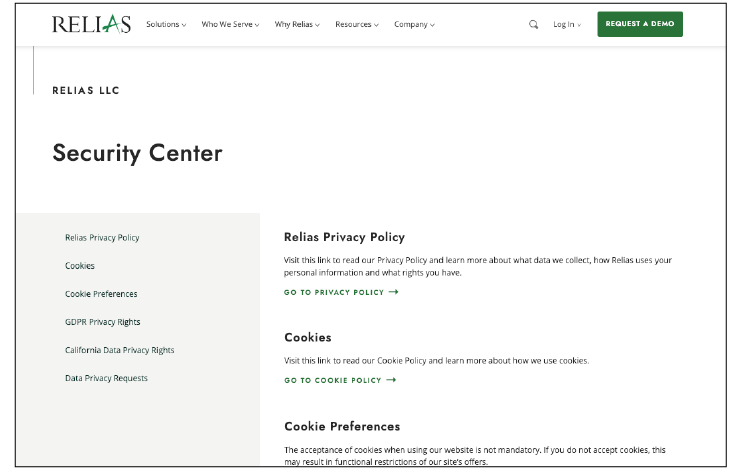 RELIAS
Solutions
Who We Serve
Why Relias
Resources
Company
Log In
REQUEST A DEMO
RELIAS LLC
Security Center
Relias Privacy Policy
Cookies
Cookie Preferences
GDPR Privacy Rights
California Data Privacy Rights
Data Privacy Requests
Relias Privacy Policy
Visit this link to read our Privacy Policy and learn more about what data we collect, how Relias uses your
personal information and what rights you have.
GO TO PRIVACY POLICY →
Cookies
Visit this link to read our Cookie Policy and learn more about how we use cookies.
GO TO COOKIE POLICY →
Cookie Preferences
The acceptance of cookies when using our website is not mandatory. If you do not accept cookies, this
may result in functional restrictions of our site's offers.